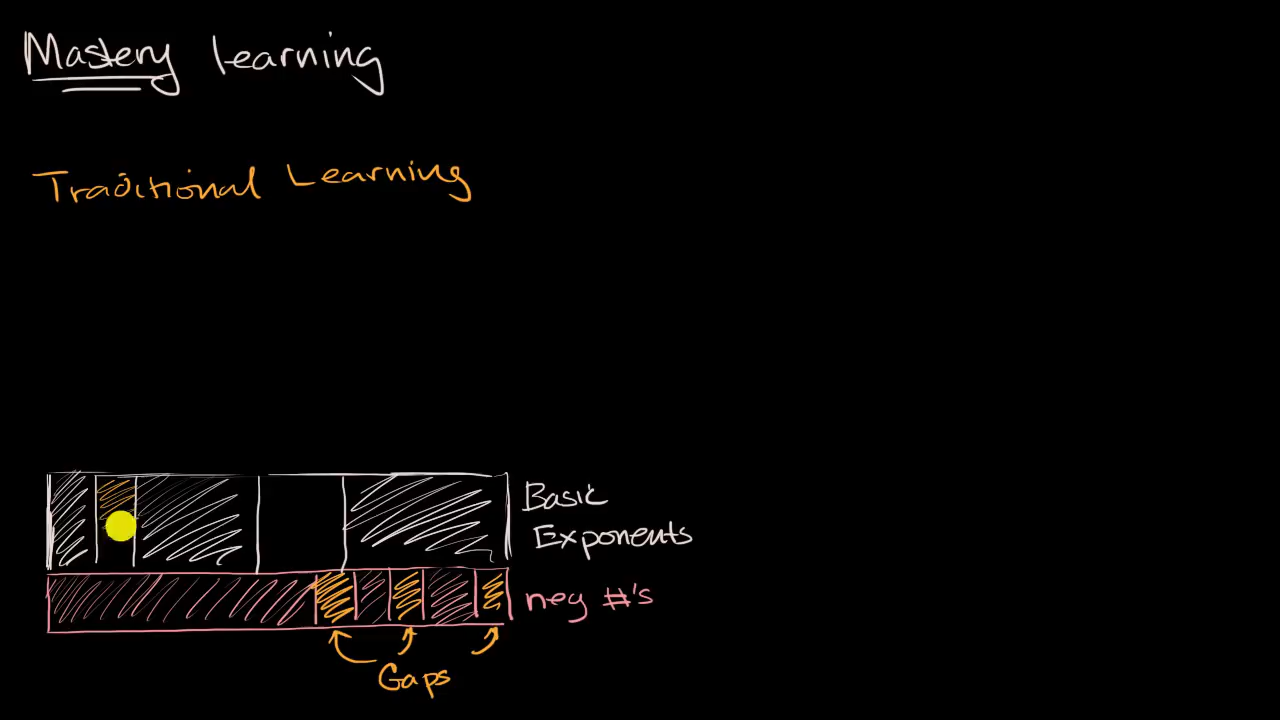 Mastery Learning
Traditional Learning
Basic
Exponents
neg #'s
Gaps